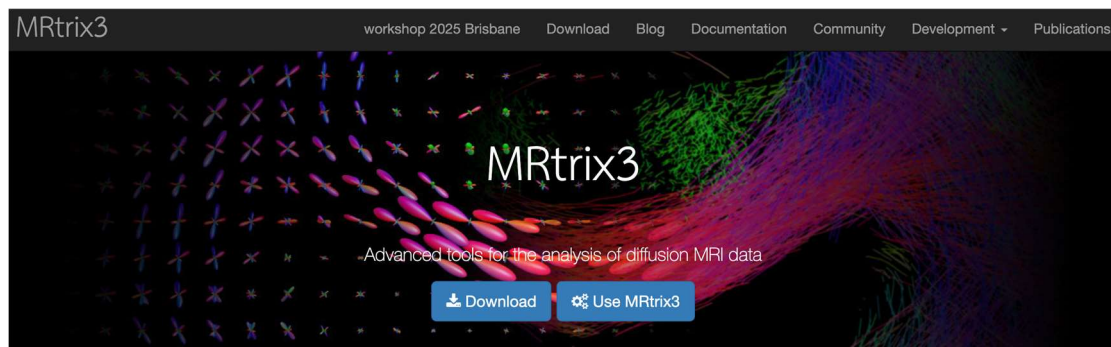 MRtrix3 workshop 2025 Brisbane Download Blog Documentation Community Development Publications
MRtrix3
Advanced tools for the analysis of diffusion MRI data
Download Use MRtrix3